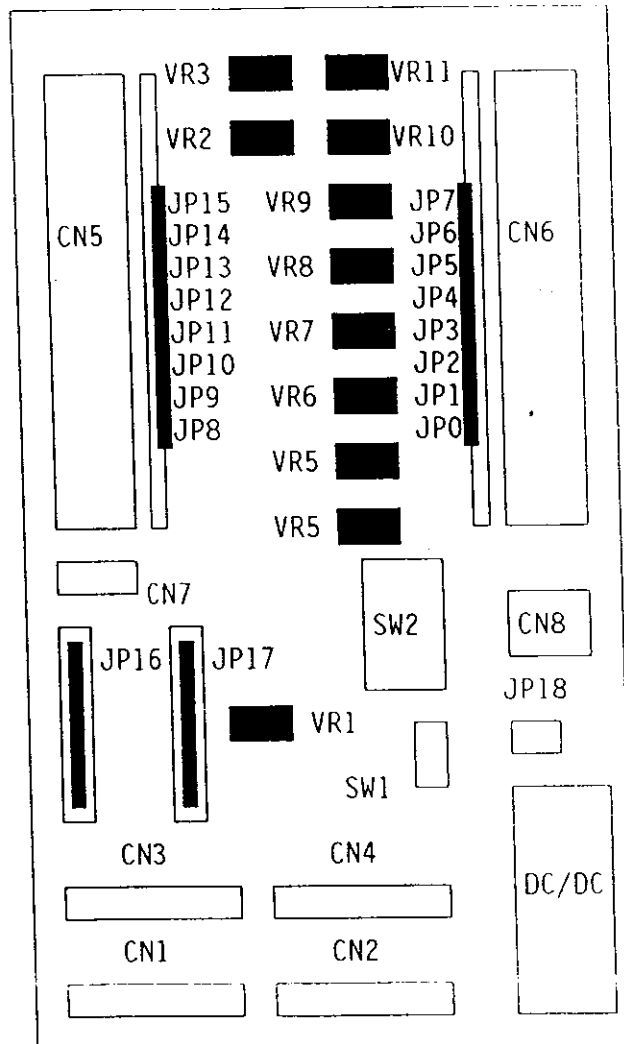 VR3 VR11
VR2 VR10
JP15 VR9 JP7
CN5 JP14 JP6 CN6
JP13 VR8 JP5
JP12 JP4
JP11 VR7 JP3
JP10 JP2
JP9 VR6 JP1
JP8 JP0
VR5
VR5
CN7
SW2 CN8
JP16 JP17
JP18
VR1
SW1
CN3 CN4
DC/DC
CN1 CN2